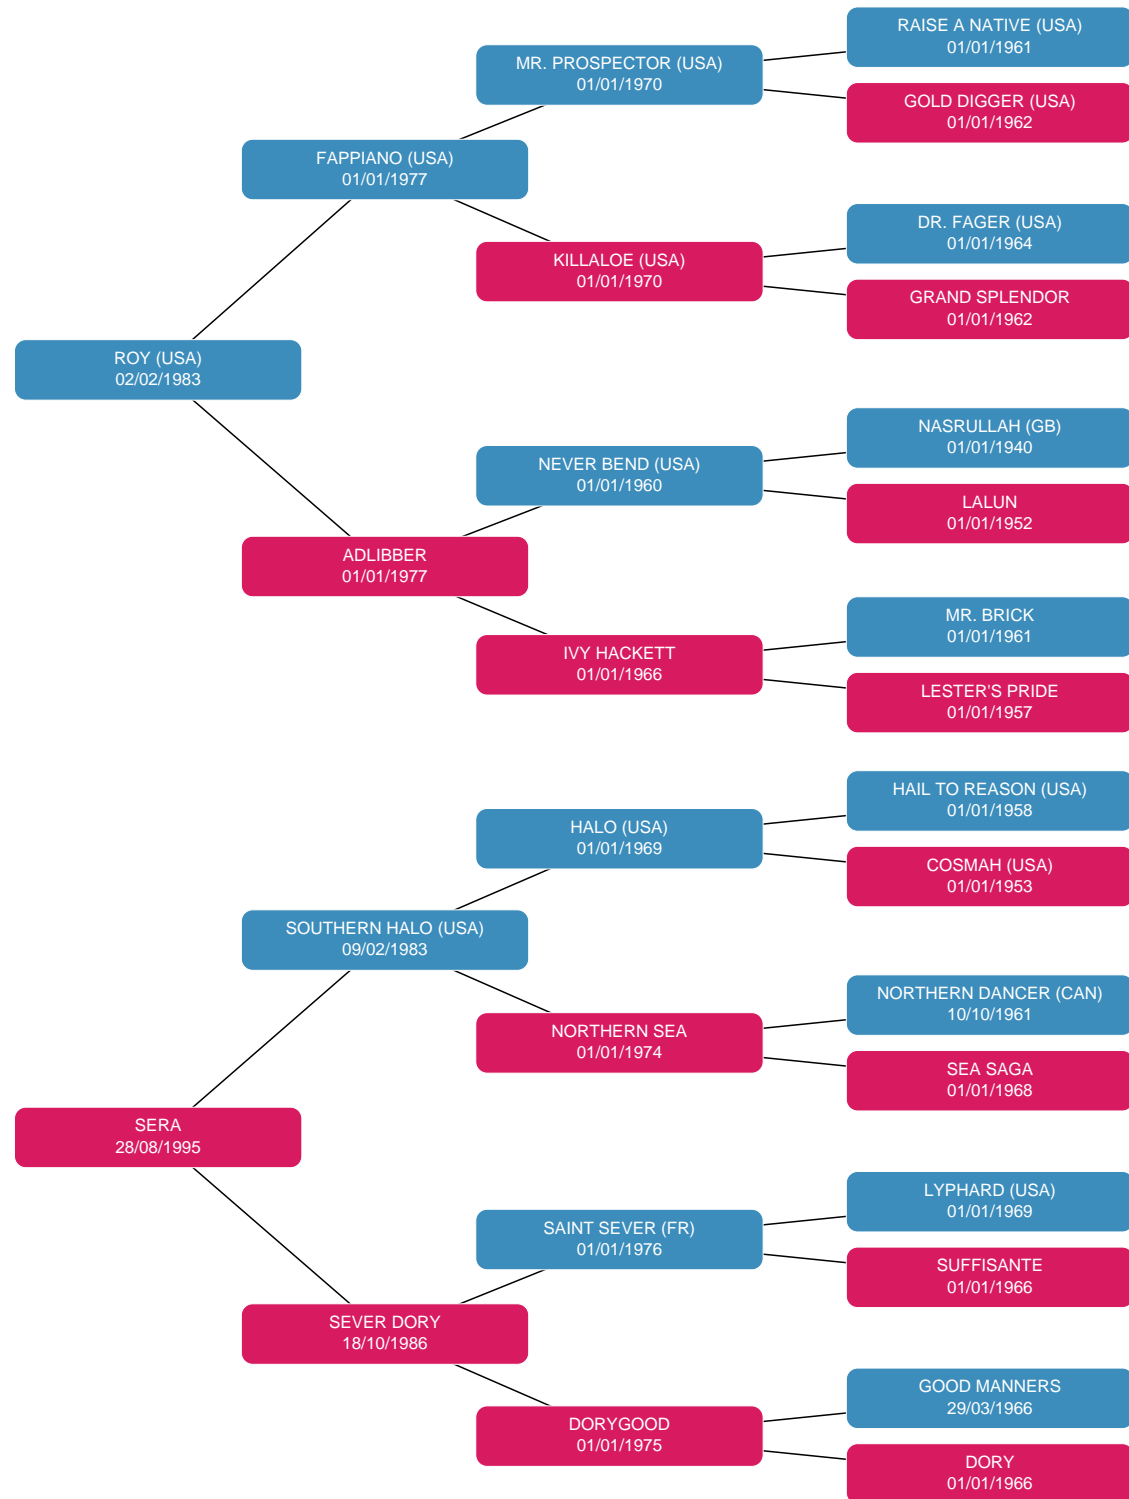 RAISE A NATIVE (USA)
01/01/1961
MR. PROSPECTOR (USA)
01/01/1970
GOLD DIGGER (USA)
01/01/1962
FAPPIANO (USA)
01/01/1977
DR. FAGER (USA)
01/01/1964
KILLALOE (USA)
01/01/1970
GRAND SPLENDOR
01/01/1962
ROY (USA)
02/02/1983
NASRULLAH (GB)
01/01/1940
NEVER BEND (USA)
01/01/1960
LALUN
01/01/1952
ADLIBBER
01/01/1977
MR. BRICK
01/01/1961
IVY HACKETT
01/01/1966
LESTER'S PRIDE
01/01/1957
HAIL TO REASON (USA)
01/01/1958
HALO (USA)
01/01/1969
COSMAH (USA)
01/01/1953
SOUTHERN HALO (USA)
09/02/1983
NORTHERN DANCER (CAN)
10/10/1961
NORTHERN SEA
01/01/1974
SEA SAGA
01/01/1968
SERA
28/08/1995
LYPHARD (USA)
01/01/1969
SAINT SEVER (FR)
01/01/1976
SUFFISANTE
01/01/1966
SEVER DORY
18/10/1986
GOOD MANNERS
29/03/1966
DORYGOOD
01/01/1975
DORY
01/01/1966